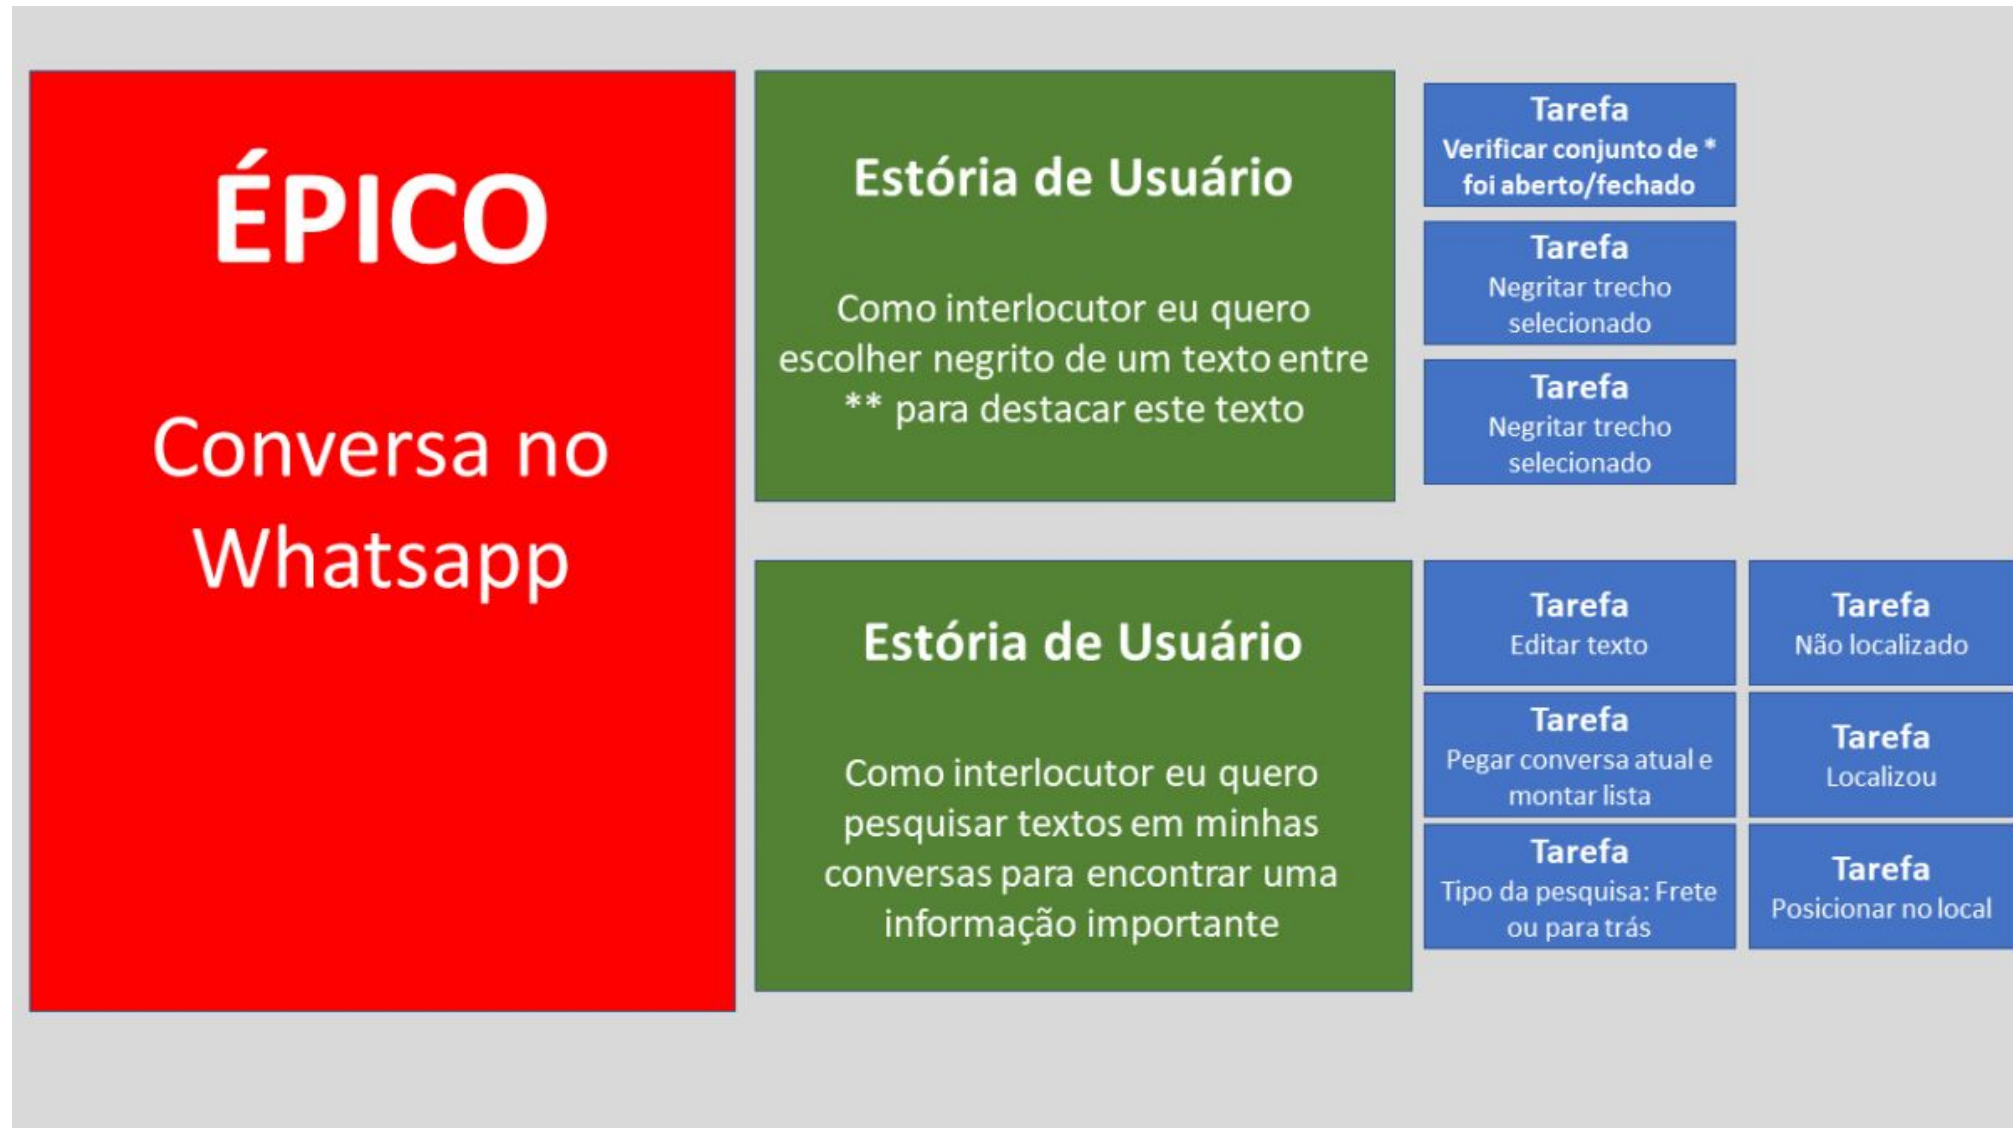 ÉPICO
Conversa no
Whatsapp
Estória de Usuário
Como interlocutor eu quero
escolher negrito de um texto entre
** para destacar este texto
Tarefa
Verificar conjunto de *
foi aberto/fechado
Tarefa
Negritar trecho
selecionado
Tarefa
Negritar trecho
selecionado
Estória de Usuário
Como interlocutor eu quero
pesquisar textos em minhas
conversas para encontrar uma
informação importante
Tarefa
Editar texto
Tarefa
Não localizado
Tarefa
Pegar conversa atual e
montar lista
Tarefa
Localizou
Tarefa
Tipo da pesquisa: Frete
ou para trás
Tarefa
Posicionar no local